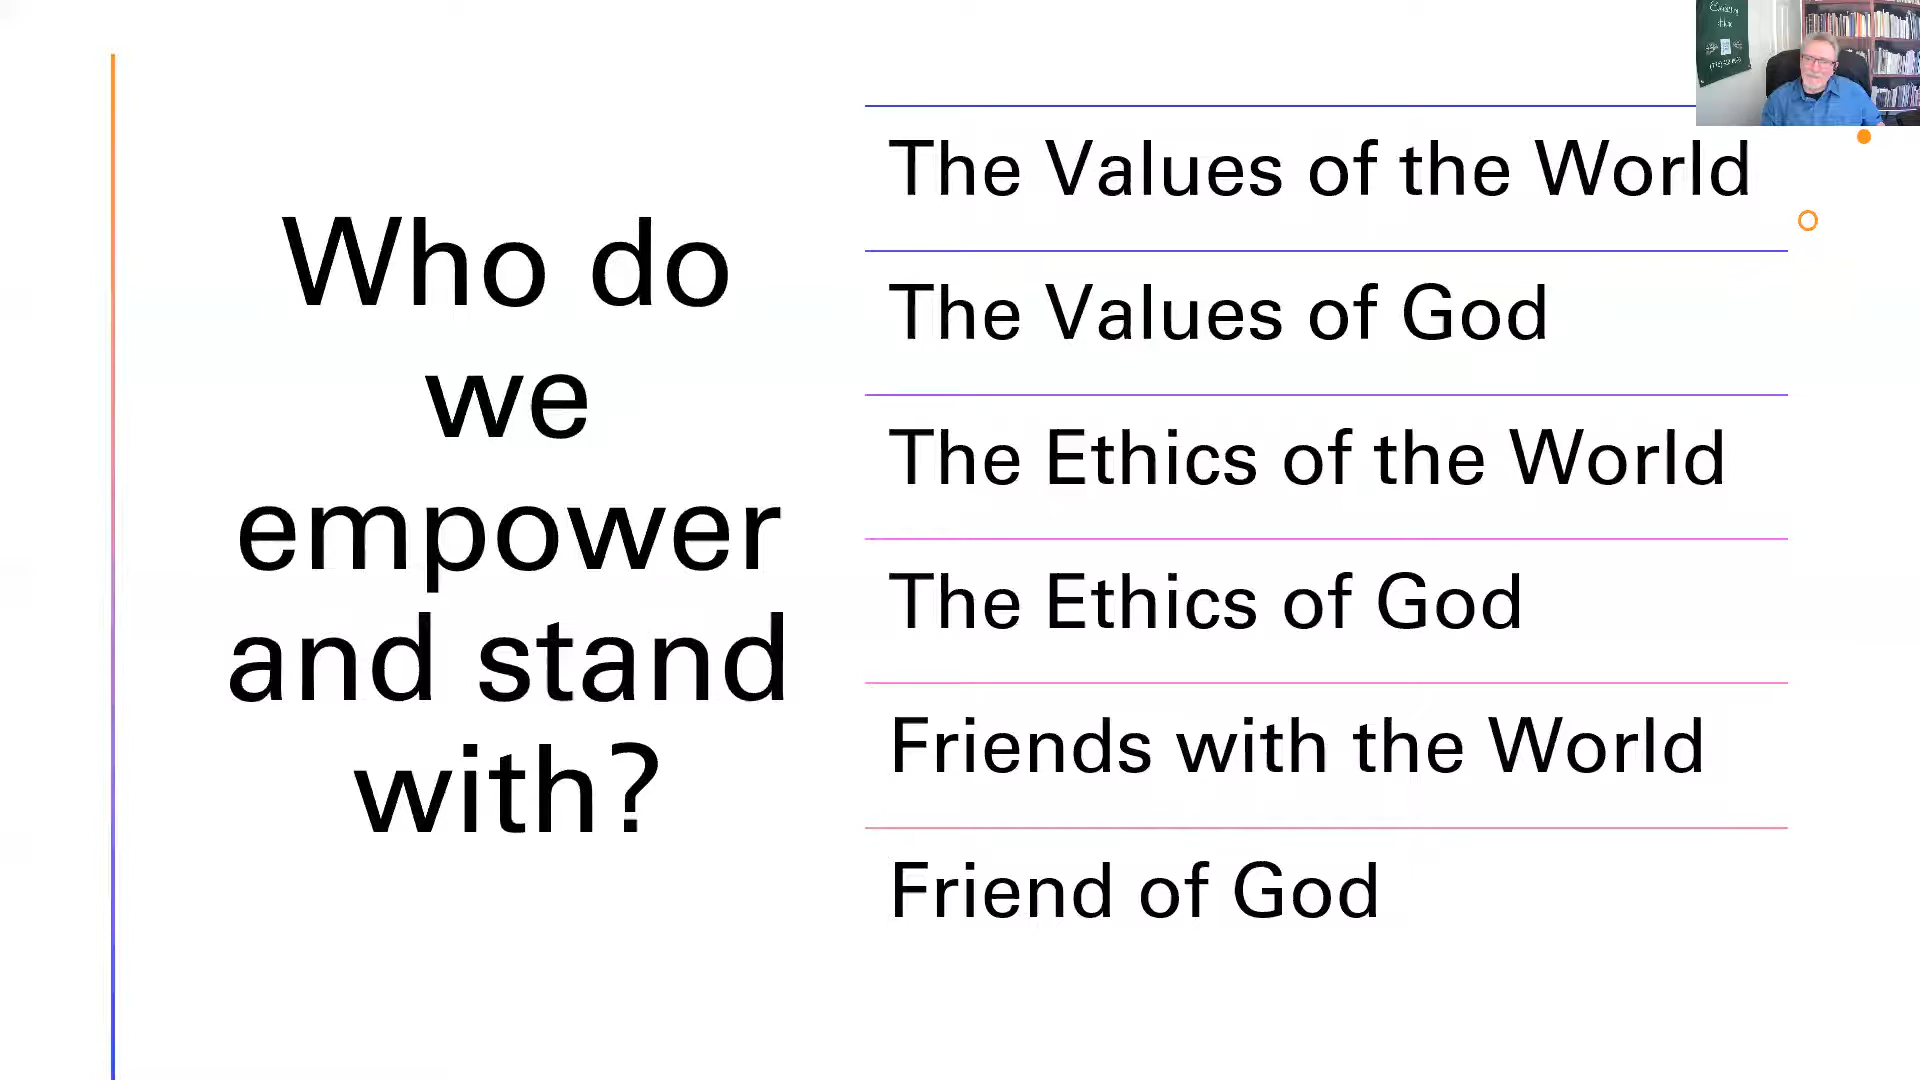 Who do
we
empower
and stand
with?
The Values of the World
The Values of God
The Ethics of the World
The Ethics of God
Friends with the World
Friend of God